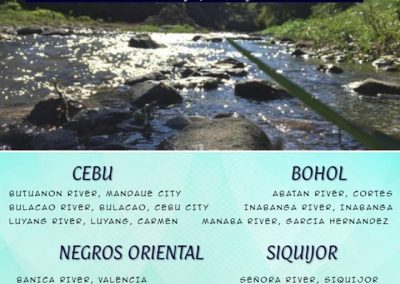 CEBU
BUTUANON RIVER, MANDAUE CITY
BULACAO RIVER, BULACAO, CEBU CITY
LUYANG RIVER, LUYANG, CARMEN
BOHOL
ABATAN RIVER, CORTES
INABANGA RIVER, INABANGA
MANABA RIVER, GARCIA HERNANDEZ
NEGROS ORIENTAL
BANICA RIVER, VALENCIA
SIQUIJOR
SEÑORA RIVER, SIQUIJOR